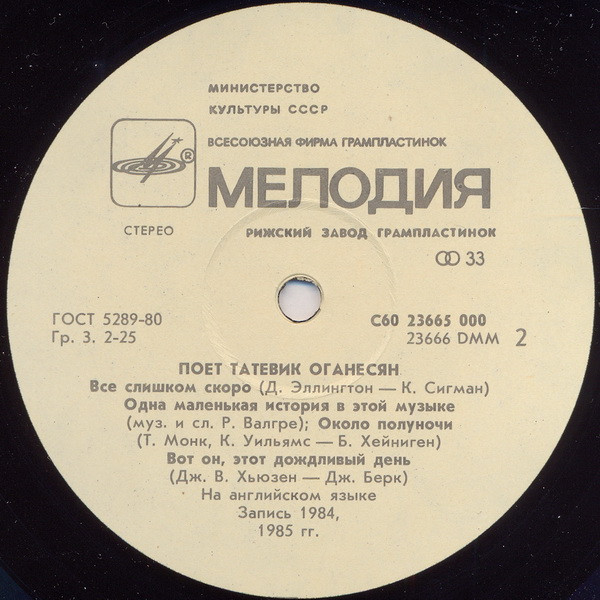 МИНИСТЕРСТВО
КУЛЬТУРЫ СССР
ВСЕСОЮЗНАЯ ФИРМА ГРАМПЛАСТИНОК
®
МЕЛОДИЯ
СТЕРЕО
РИЖСКИЙ ЗАВОД ГРАМПЛАСТИНОК
33
ГОСТ 5289-80
С60 23665 000
Гр. 3. 2-25
23666 DMM 2
ПОЕТ ТАТЕВИК ОГАНЕСЯН
Все слишком скоро (Д. Эллингтон — К. Сигман)
Одна маленькая история в этой музыке
(муз. и сл. Р. Валгре); Около полуночи
(Т. Монк, К. Уильямс — Б. Хейниген)
Вот он, этот дождливый день
(Дж. В. Хьюзен — Дж. Берк)
На английском языке
Запись 1984,
1985 гг.